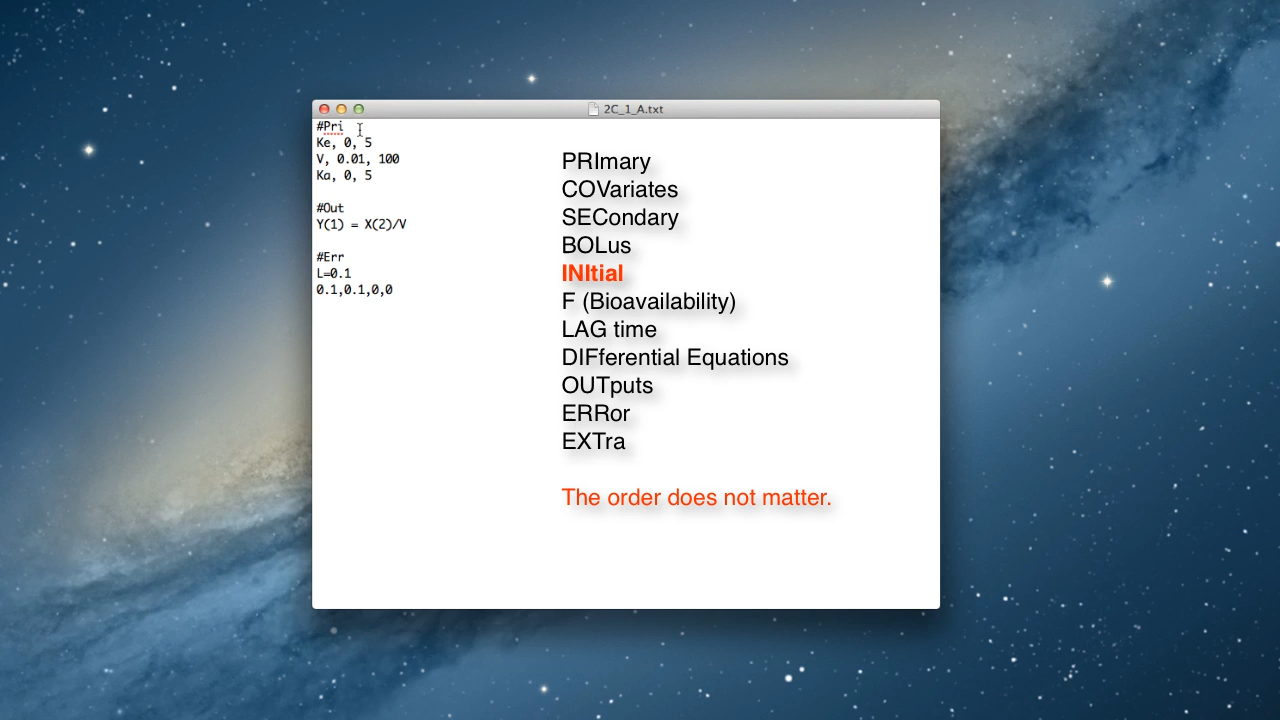 2C_1_A.txt
#Pri
Ke, 0, 5
V, 0.01, 100
Ka, 0, 5
#Out
Y(1) = X(2)/V
#Err
L=0.1
0.1,0.1,0,0
PRImary
COVariates
SECondary
BOLus
INItial
F (Bioavailability)
LAG time
DIFferential Equations
OUTputs
ERRor
EXTra
The order does not matter.